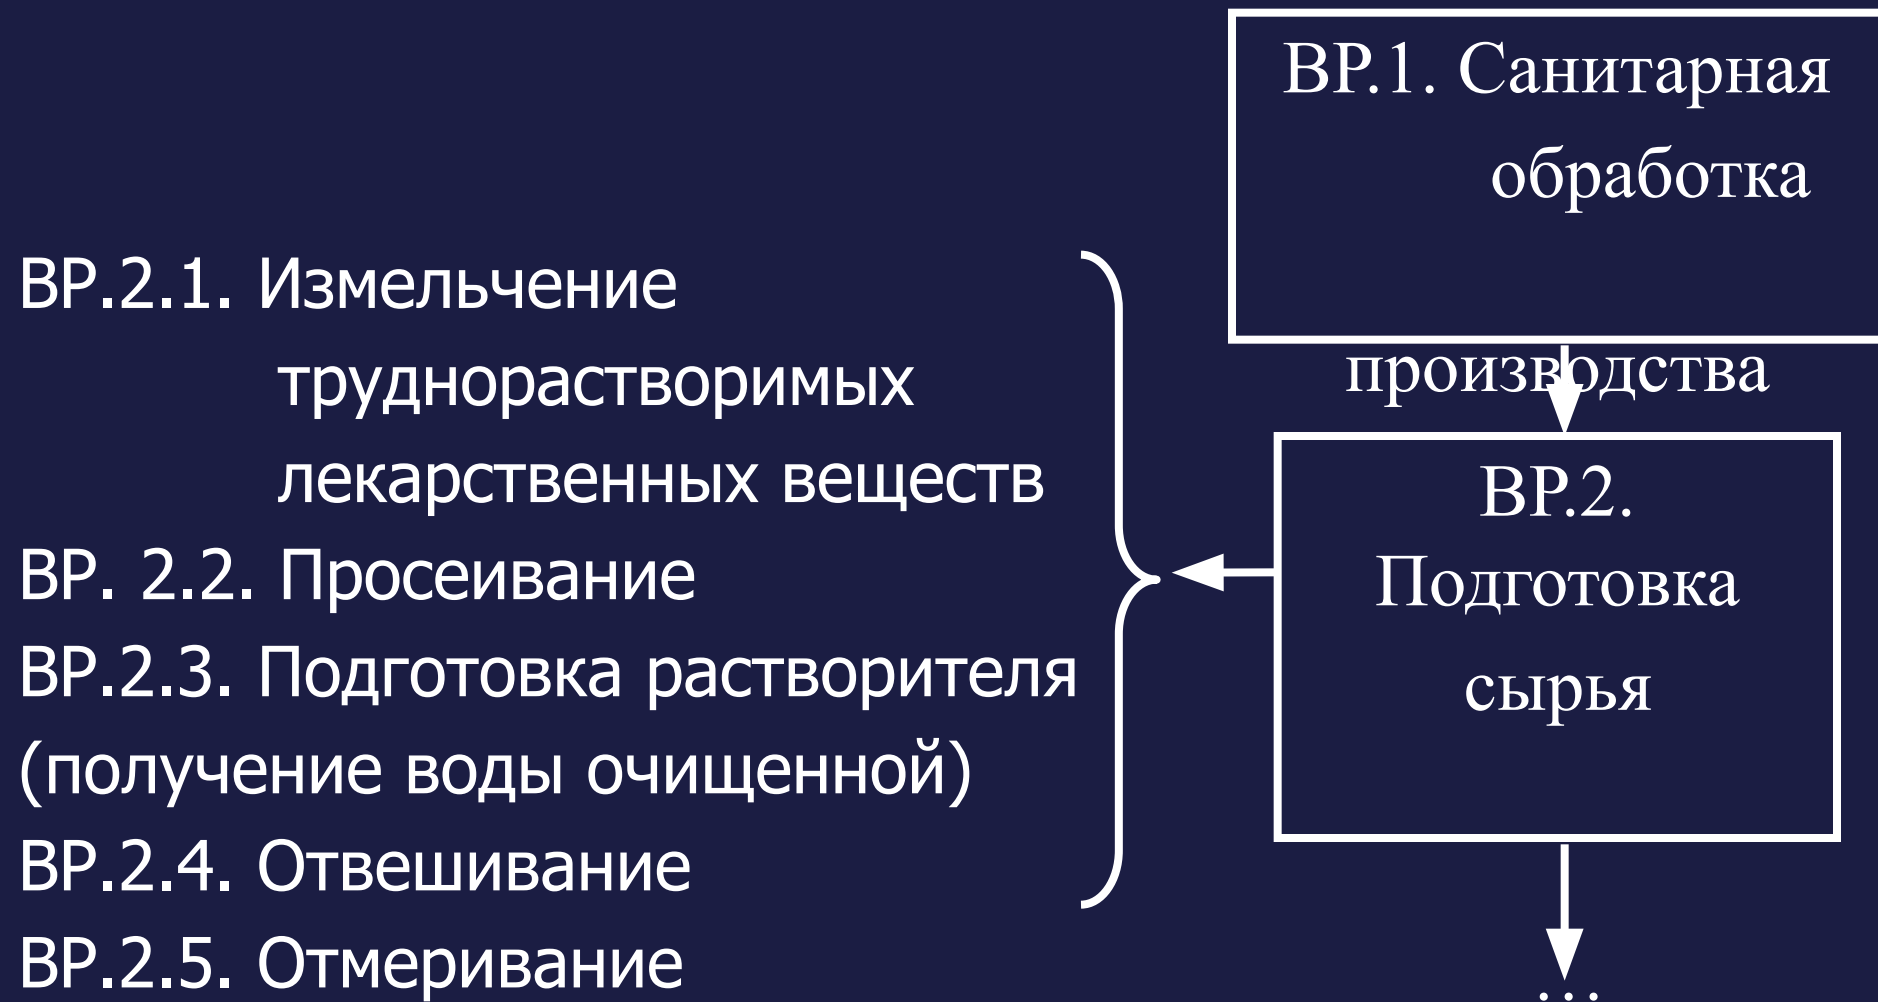 ВР.1. Санитарная
обработка
производства
ВР.2.1. Измельчение
труднорастворимых
лекарственных веществ
ВР. 2.2. Просеивание
ВР.2.3. Подготовка растворителя
(получение воды очищенной)
ВР.2.4. Отвешивание
ВР.2.5. Отмеривание
ВР.2.
Подготовка
сырья
…